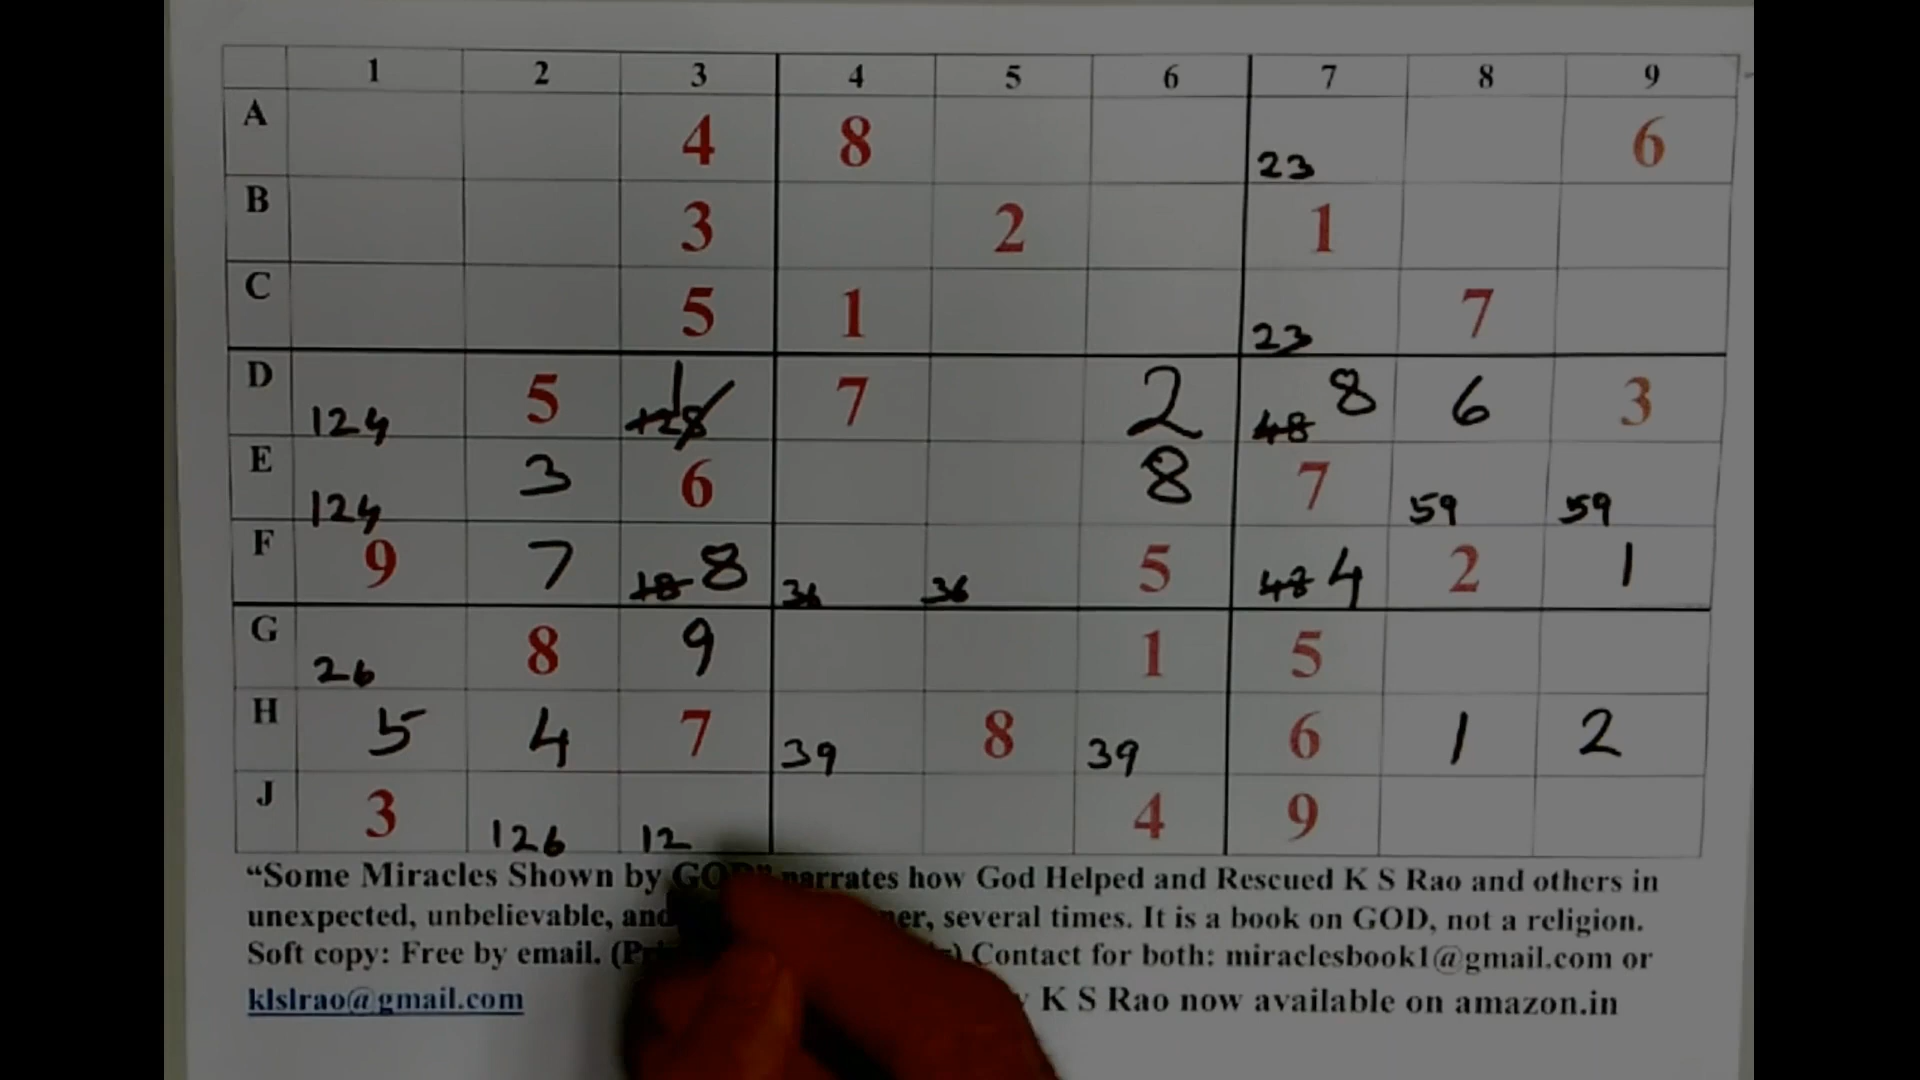 1 2 3 4 5 6 7 8 9
A 4 8 23 6
B 3 2 1
C 5 1 23 7
D 124 5 1 7 2 48 8 6 3
E 124 3 6 8 7 59 59
F 9 7 18 8 36 36 5 48 4 2 1
G 26 8 9 1 5
H 5 4 7 39 8 39 6 1 2
J 3 126 12 4 9
“Some Miracles Shown by GOD” narrates how God Helped and Rescued K S Rao and others in
unexpected, unbelievable, and several times. It is a book on GOD, not a religion.
Soft copy: Free by email. Contact for both: miraclesbook1@gmail.com or
klslrao@gmail.com K S Rao now available on amazon.in